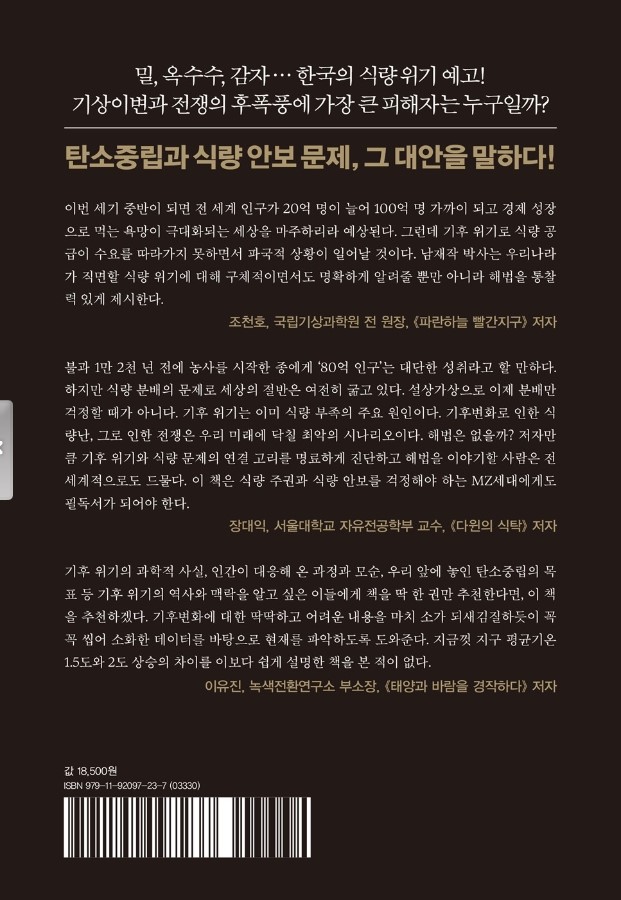 밀, 옥수수, 감자… 한국의 식량위기 예고!
기상이변과 전쟁의 후폭풍에 가장 큰 피해자는 누구일까?
탄소중립과 식량 안보 문제, 그 대안을 말하다!
이번 세기 중반이 되면 전 세계 인구가 20억 명이 늘어 100억 명 가까이 되고 경제 성장
으로 먹는 욕망이 극대화되는 세상을 마주하리라 예상된다. 그런데 기후 위기로 식량 공
급이 수요를 따라가지 못하면서 파국적 상황이 일어날 것이다. 남재작 박사는 우리나라
가 직면할 식량 위기에 대해 구체적이면서도 명확하게 알려줄 뿐만 아니라 해법을 통찰
력 있게 제시한다.
조천호, 국립기상과학원 전 원장, 《파란하늘 빨간지구》 저자
불과 1만 2천 년 전에 농사를 시작한 종에게 ‘80억 인구’는 대단한 성취라고 할 만하다.
하지만 식량 분배의 문제로 세상의 절반은 여전히 굶고 있다. 설상가상으로 이제 분배만
걱정할 때가 아니다. 기후 위기는 이미 식량 부족의 주요 원인이다. 기후변화로 인한 식
량난, 그로 인한 전쟁은 우리 미래에 닥칠 최악의 시나리오이다. 해법은 없을까? 저자만
큼 기후 위기와 식량 문제의 연결 고리를 명료하게 진단하고 해법을 이야기할 사람은 전
세계적으로도 드물다. 이 책은 식량 주권과 식량 안보를 걱정해야 하는 MZ세대에게도
필독서가 되어야 한다.
장대익, 서울대학교 자유전공학부 교수, 《다윈의 식탁》 저자
기후 위기의 과학적 사실, 인간이 대응해 온 과정과 모순, 우리 앞에 놓인 탄소중립의 목
표 등 기후 위기의 역사와 맥락을 알고 싶은 이들에게 책을 딱 한 권만 추천한다면, 이 책
을 추천하겠다. 기후변화에 대한 딱딱하고 어려운 내용을 마치 소가 되새김질하듯이 꼭
꼭 씹어 소화한 데이터를 바탕으로 현재를 파악하도록 도와준다. 지금껏 지구 평균기온
1.5도와 2도 상승의 차이를 이보다 쉽게 설명한 책을 본 적이 없다.
이유진, 녹색전환연구소 부소장, 《태양과 바람을 경작하다》 저자
값 18,500원
ISBN 979-11-92097-23-7 (03330)